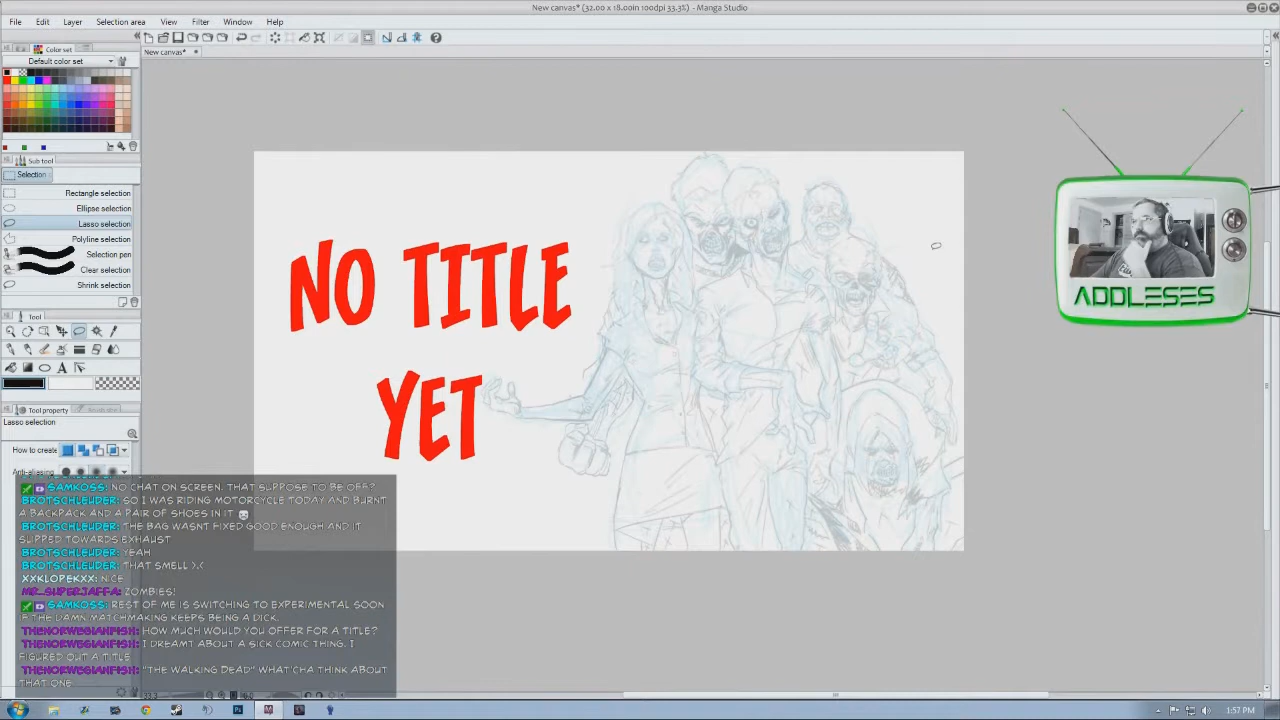 New canvas* (32.00 x 18.00in 100dpi 33.3%) - Manga Studio
File Edit Layer Selection area View Filter Window Help
New canvas*
Color set
Default color set
Sub tool
Selection
Rectangle selection
Ellipse selection
Lasso selection
Polyline selection
Selection pen
Clear selection
Shrink selection
Tool
Tool property
Lasso selection
How to create
Anti-aliasing
NO TITLE
YET
ADDLESES
SAMKOSS: NO CHAT ON SCREEN. THAT SUPPOSE TO BE OFF?
BROTSCHLEUDER: SO I WAS RIDING MOTORCYCLE TODAY AND BURNT
A BACKPACK AND A PAIR OF SHOES IN IT
BROTSCHLEUDER: THE BAG WASNT FIXED GOOD ENOUGH AND IT
SLIPPED TOWARDS EXHAUST
BROTSCHLEUDER: YEAH
BROTSCHLEUDER: THAT SMELL >.<
XXKLOPEKXX: NICE
MR_SUPERJAFFA: ZOMBIES!
SAMKOSS: REST OF ME IS SWITCHING TO EXPERIMENTAL SOON
IF THE DAMN MATCHMAKING KEEPS BEING A DICK.
THENORWEGIANFISH: HOW MUCH WOULD YOU OFFER FOR A TITLE?
THENORWEGIANFISH: I DREAMT ABOUT A SICK COMIC THING. I
FIGURED OUT A TITLE
THENORWEGIANFISH: "THE WALKING DEAD" WHAT'CHA THINK ABOUT
THAT ONE
33.3
1:57 PM